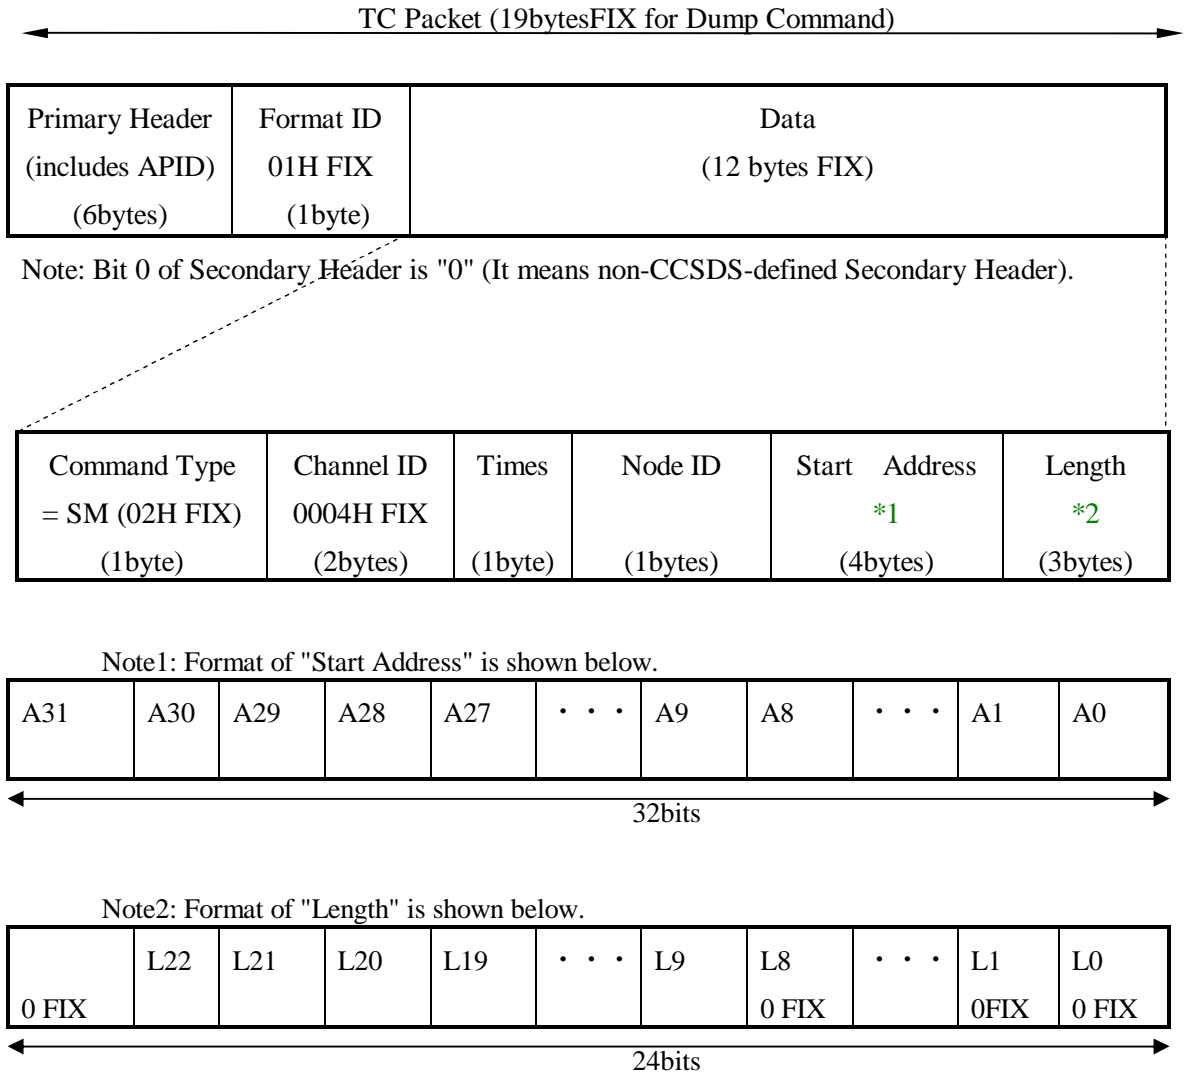 TC Packet (19bytesFIX for Dump Command)
Primary Header
(includes APID)
(6bytes)
Format ID
01H FIX
(1byte)
Data
(12 bytes FIX)
Note: Bit 0 of Secondary Header is "0" (It means non-CCSDS-defined Secondary Header).
Command Type
= SM (02H FIX)
(1byte)
Channel ID
0004H FIX
(2bytes)
Times
(1byte)
Node ID
(1bytes)
Start Address
*1
(4bytes)
Length
*2
(3bytes)
Note1: Format of "Start Address" is shown below.
A31 A30 A29 A28 A27 ・・・ A9 A8 ・・・ A1 A0
32bits
Note2: Format of "Length" is shown below.
L22 L21 L20 L19 ・・・ L9 L8 ・・・ L1 L0
0 FIX 0 FIX 0FIX 0 FIX
24bits